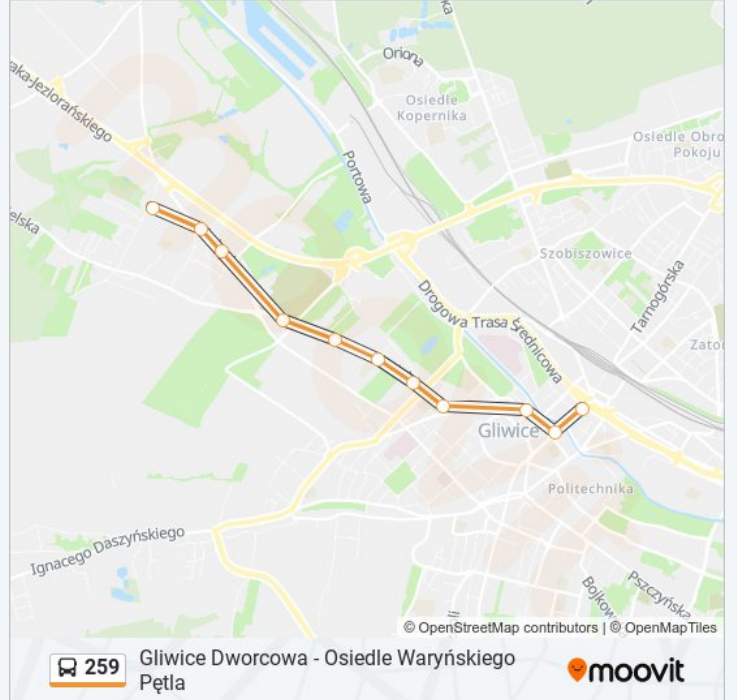 ka
Oriona
aka-Jeziorańskiego
Osiedle
Kopernika
Osiedle Obro
Pokoju
Portowa
elska
Szobiszowice
Tarnogórska
Drogowa Trasa Średnicowa
Zator
Gliwice
Politechnika
Ignacego Daszyńskiego
Pszczyńska
Bojkow
© OpenStreetMap contributors | © OpenMapTiles
259
Gliwice Dworcowa - Osiedle Waryńskiego
Pętla
moovit